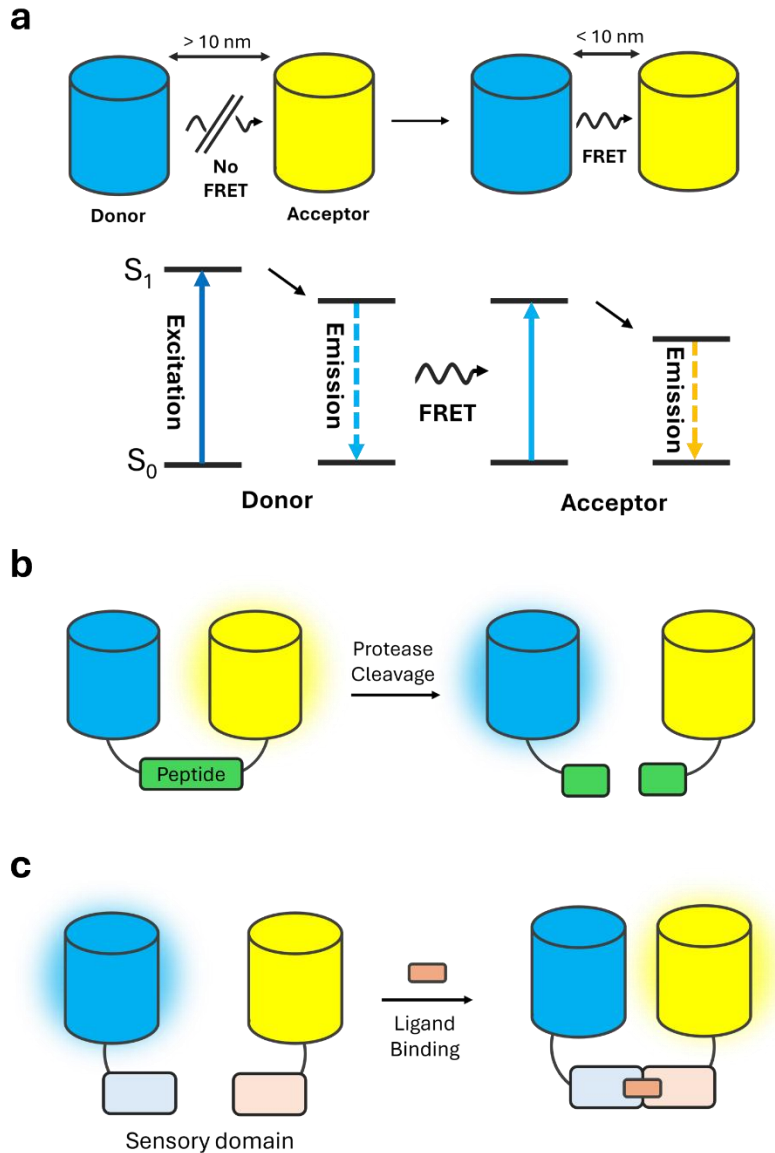 a
> 10 nm
< 10 nm
No
FRET
FRET
Donor
Acceptor
S1
Excitation
Emission
FRET
Emission
S0
Donor
Acceptor
b
Protease
Cleavage
Peptide
c
Ligand
Binding
Sensory domain